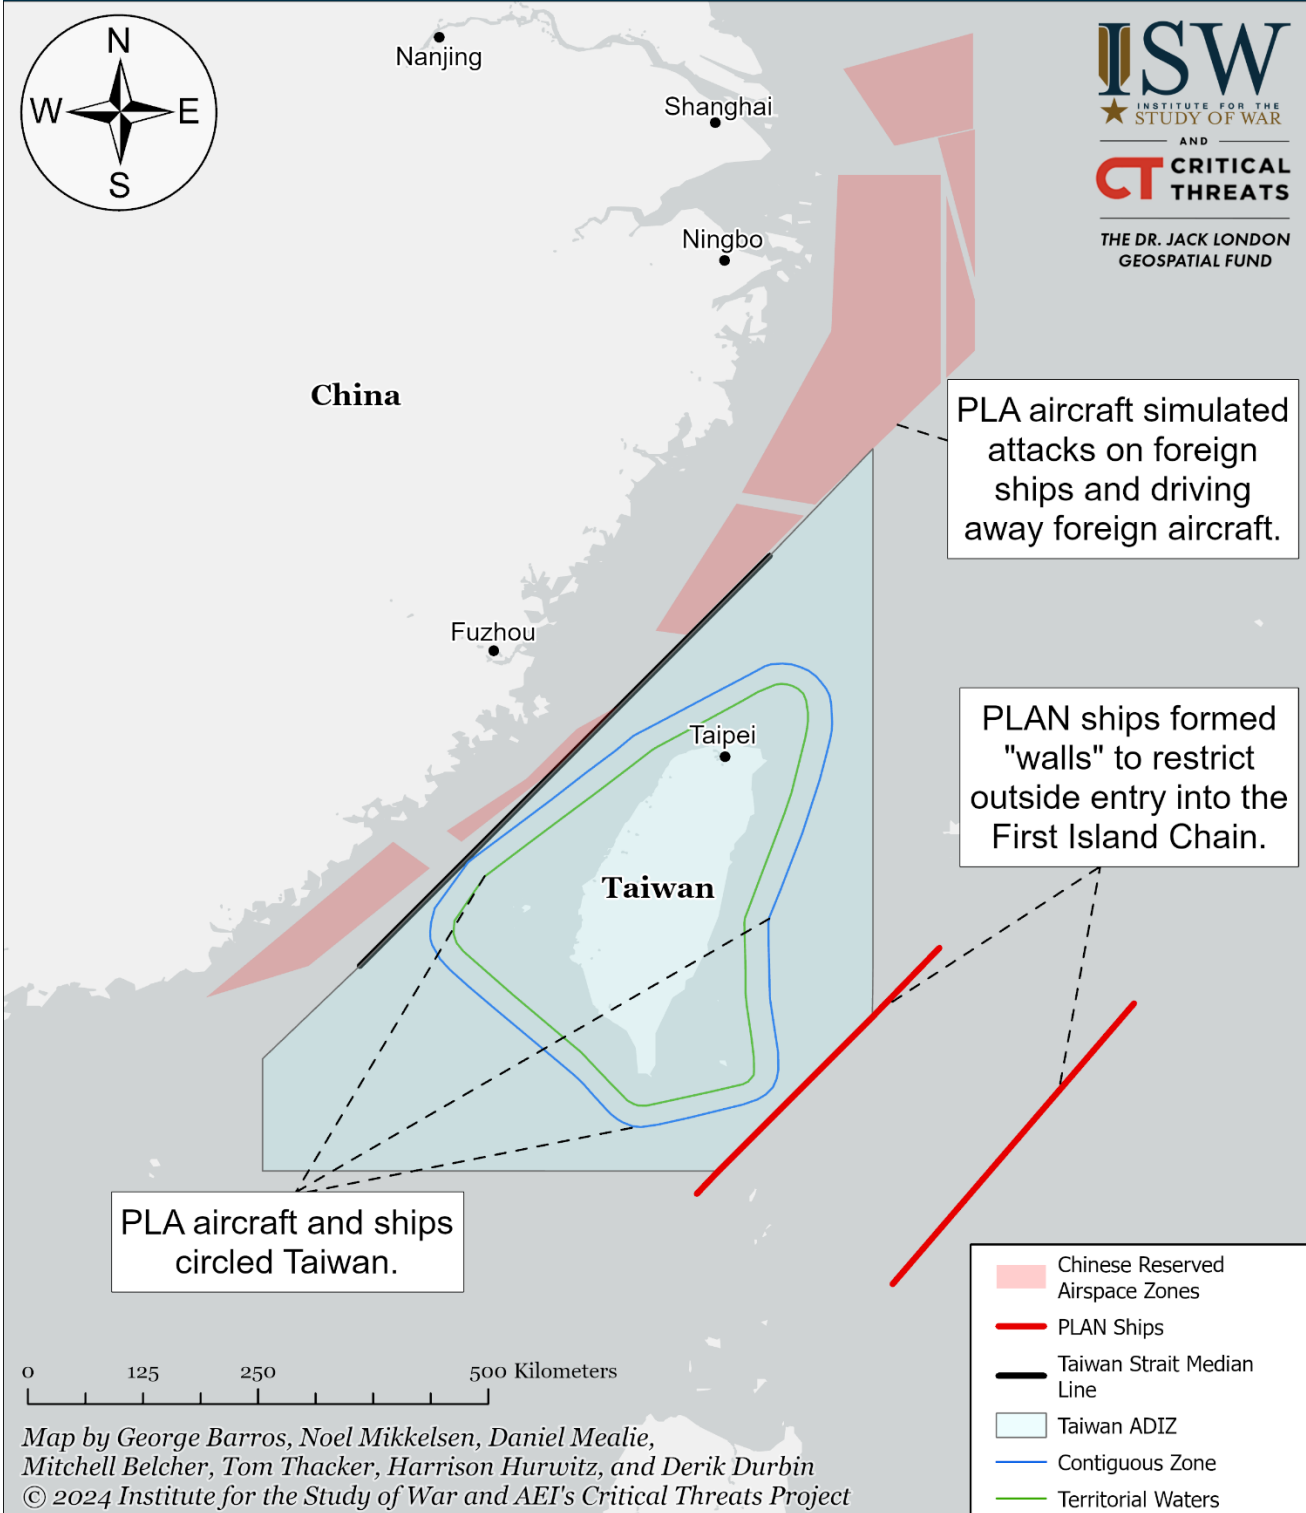 N
W
E
S
Nanjing
Shanghai
Ningbo
China
Fuzhou
Taipei
Taiwan
ISW
INSTITUTE FOR THE
STUDY OF WAR
AND
CT CRITICAL
THREATS
THE DR. JACK LONDON
GEOSPATIAL FUND
PLA aircraft simulated
attacks on foreign
ships and driving
away foreign aircraft.
PLAN ships formed
"walls" to restrict
outside entry into the
First Island Chain.
PLA aircraft and ships
circled Taiwan.
Chinese Reserved
Airspace Zones
PLAN Ships
Taiwan Strait Median
Line
Taiwan ADIZ
Contiguous Zone
Territorial Waters
0 125 250 500 Kilometers
Map by George Barros, Noel Mikkelsen, Daniel Mealie,
Mitchell Belcher, Tom Thacker, Harrison Hurwitz, and Derik Durbin
© 2024 Institute for the Study of War and AEI's Critical Threats Project